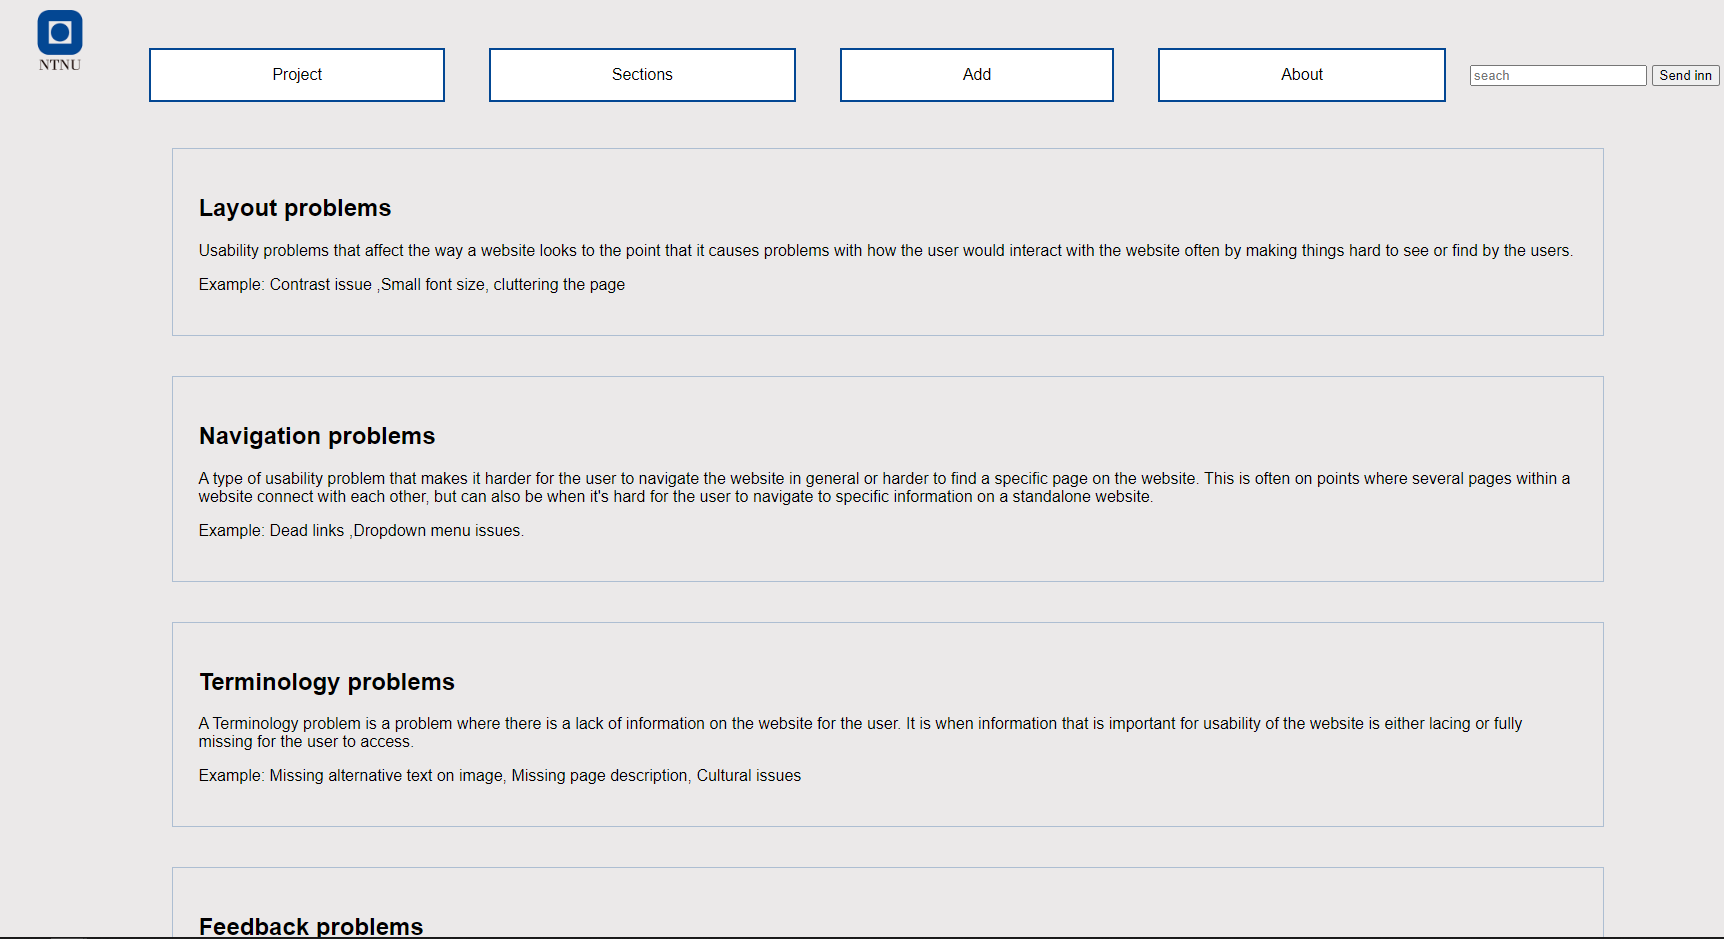 NTNU
Project
Sections
Add
About
seach
Send inn
Layout problems
Usability problems that affect the way a website looks to the point that it causes problems with how the user would interact with the website often by making things hard to see or find by the users.
Example: Contrast issue ,Small font size, cluttering the page
Navigation problems
A type of usability problem that makes it harder for the user to navigate the website in general or harder to find a specific page on the website. This is often on points where several pages within a
website connect with each other, but can also be when it's hard for the user to navigate to specific information on a standalone website.
Example: Dead links ,Dropdown menu issues.
Terminology problems
A Terminology problem is a problem where there is a lack of information on the website for the user. It is when information that is important for usability of the website is either lacing or fully
missing for the user to access.
Example: Missing alternative text on image, Missing page description, Cultural issues
Feedback problems